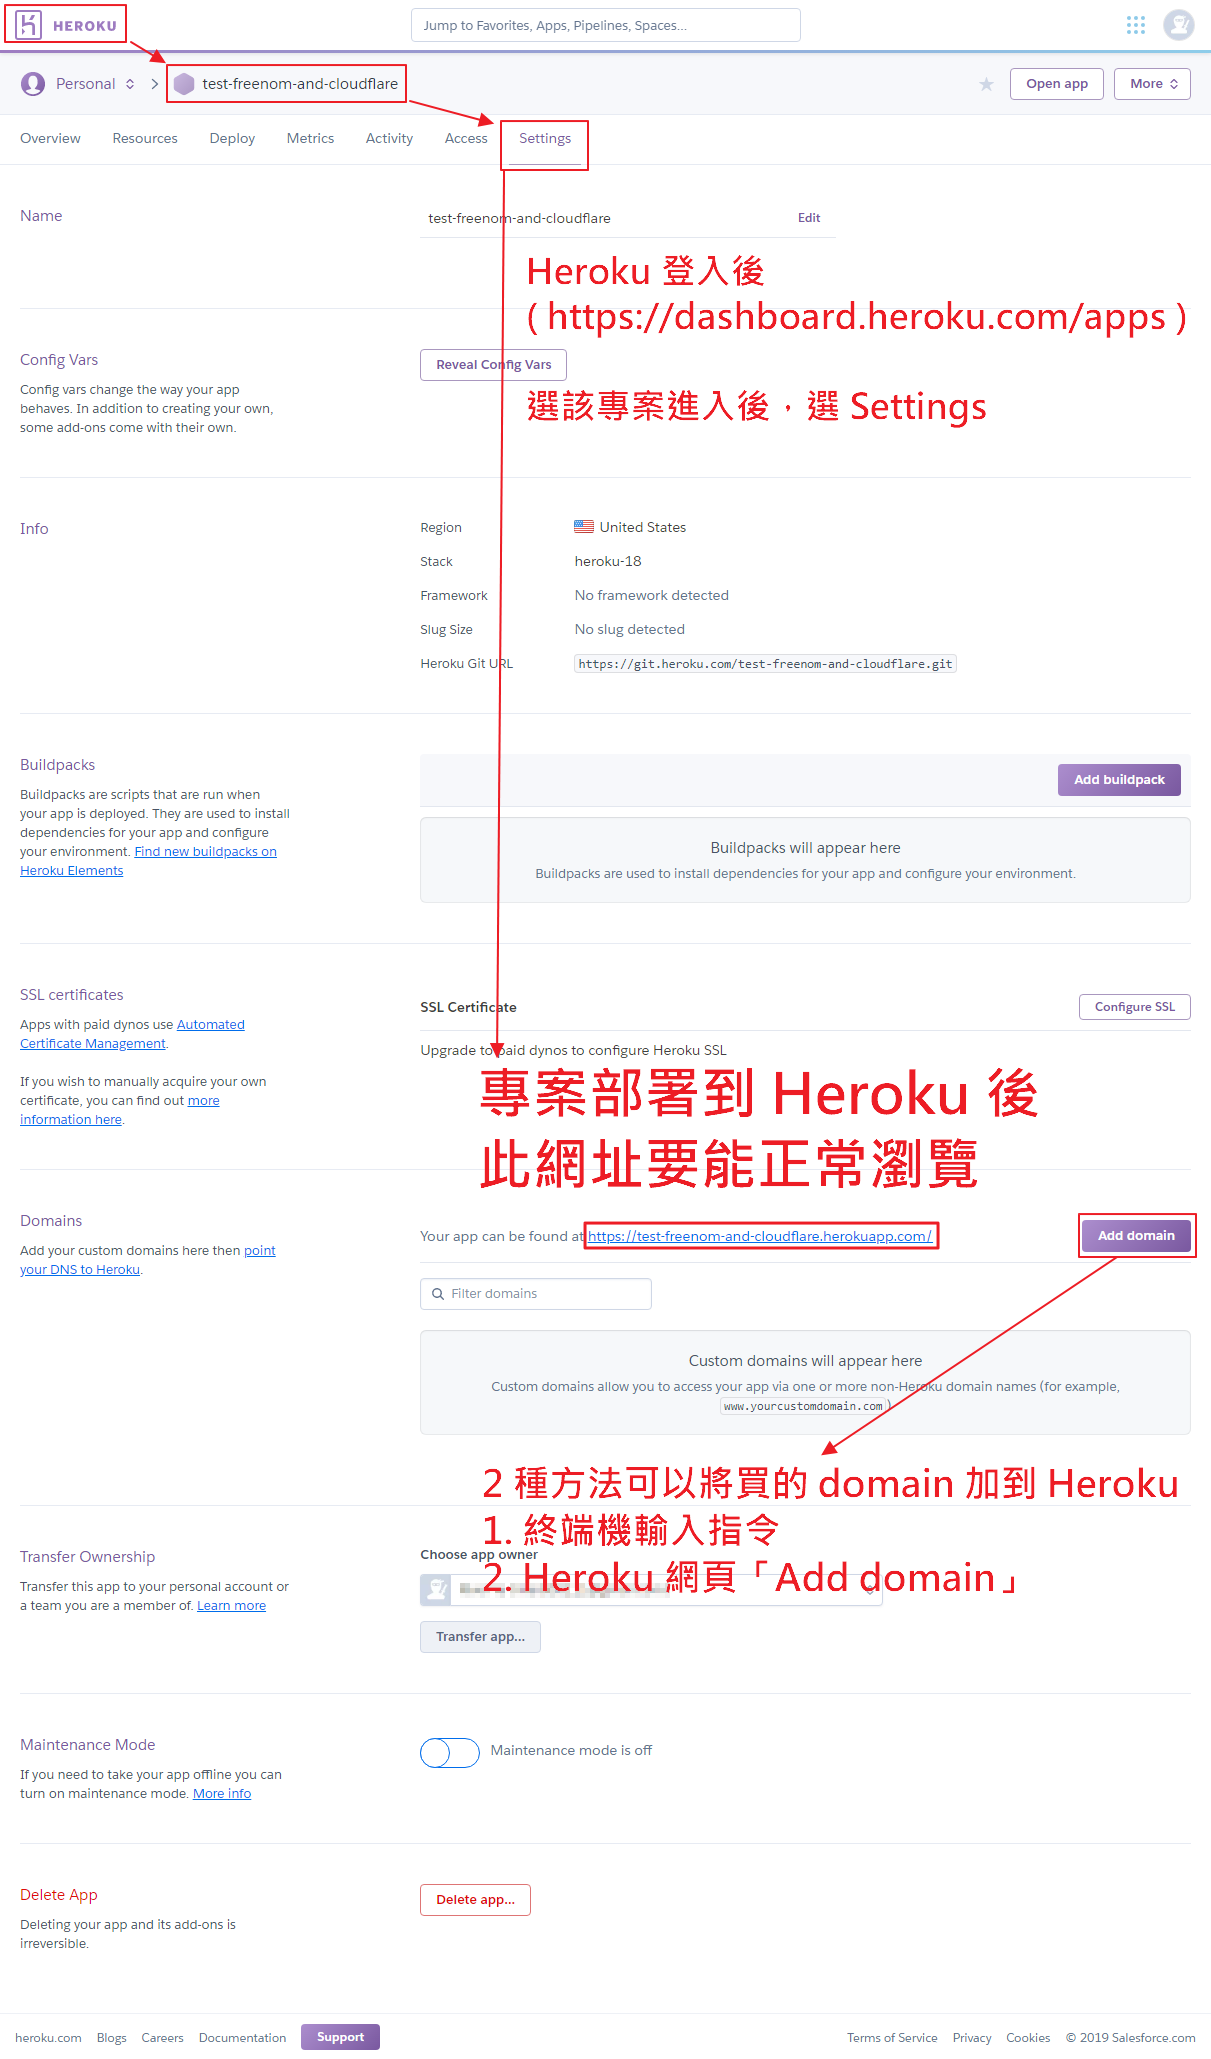 HEROKU
Jump to Favorites, Apps, Pipelines, Spaces...
Personal
test-freenom-and-cloudflare
Open app
More
Overview
Resources
Deploy
Metrics
Activity
Access
Settings
Name
test-freenom-and-cloudflare
Edit
Heroku 登入後
( https://dashboard.heroku.com/apps )
選該專案進入後，選 Settings
Config Vars
Config vars change the way your app
behaves. In addition to creating your own,
some add-ons come with their own.
Reveal Config Vars
Info
Region
United States
Stack
heroku-18
Framework
No framework detected
Slug Size
No slug detected
Heroku Git URL
https://git.heroku.com/test-freenom-and-cloudflare.git
Buildpacks
Buildpacks are scripts that are run when
your app is deployed. They are used to install
dependencies for your app and configure
your environment. Find new buildpacks on
Heroku Elements
Add buildpack
Buildpacks will appear here
Buildpacks are used to install dependencies for your app and configure your environment.
SSL certificates
Apps with paid dynos use Automated
Certificate Management.
If you wish to manually acquire your own
certificate, you can find out more
information here.
SSL Certificate
Configure SSL
Upgrade to paid dynos to configure Heroku SSL
專案部署到 Heroku 後
此網址要能正常瀏覽
Domains
Add your custom domains here then point
your DNS to Heroku.
Your app can be found at https://test-freenom-and-cloudflare.herokuapp.com/
Add domain
Filter domains
Custom domains will appear here
Custom domains allow you to access your app via one or more non-Heroku domain names (for example,
www.yourcustomdomain.com)
2 種方法可以將買的 domain 加到 Heroku
1. 終端機輸入指令
2. Heroku 網頁「Add domain」
Transfer Ownership
Transfer this app to your personal account or
a team you are a member of. Learn more
Choose app owner
Transfer app...
Maintenance Mode
If you need to take your app offline you can
turn on maintenance mode. More info
Maintenance mode is off
Delete App
Deleting your app and its add-ons is
irreversible.
Delete app...
heroku.com
Blogs
Careers
Documentation
Support
Terms of Service
Privacy
Cookies
© 2019 Salesforce.com